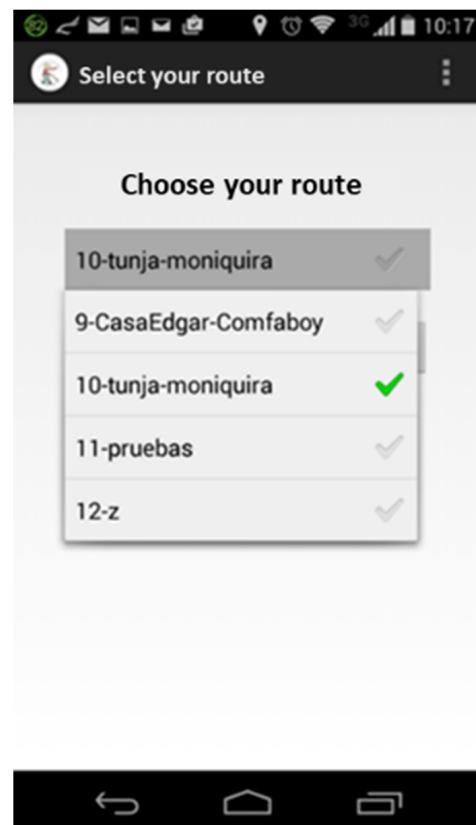 3G 10:17
Select your route
Choose your route
10-tunja-moniquira
9-CasaEdgar-Comfaboy
10-tunja-moniquira
11-pruebas
12-z